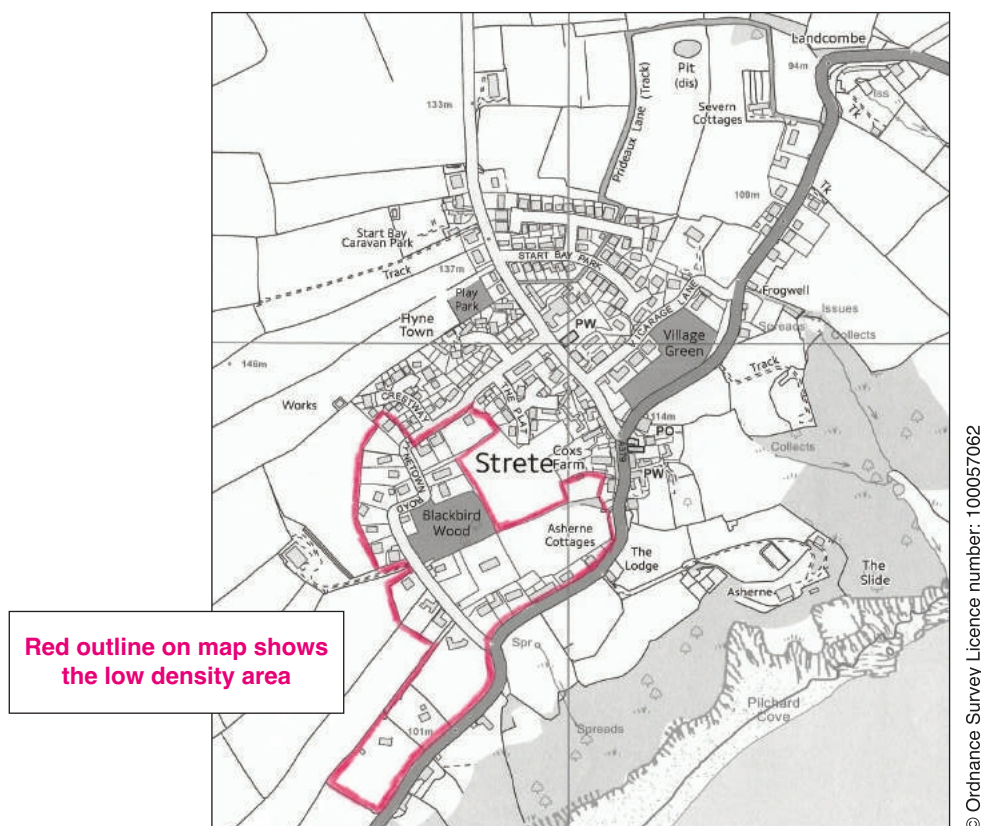 Landcombe
94m
Pit
(dis)
Iss
Tk
133m
Severn
Cottages
Prideaux Lane (Track)
109m
Tk
Start Bay
Caravan Park
START BAY PARK
Track
137m
Play
Park
VICARAGE LANE
Frogwell
Issues
Hyne
Town
PW
Village
Green
Spreads
Collects
146m
Track
Works
CRESTWAY
THE PLAT
114m
PO
Coxs
Farm
A379
Collects
Strete
PW
HYNETOWN
ROAD
Blackbird
Wood
Asherne
Cottages
The
Lodge
The
Slide
Asherne
Red outline on map shows
the low density area
Spr
Pilchard
Cove
101m
Spreads
© Ordnance Survey Licence number: 100057062